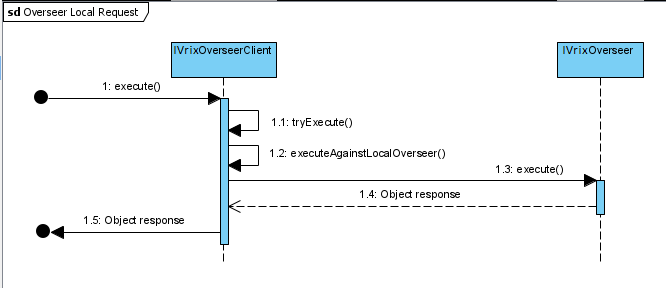 sd Overseer Local Request
IVrixOverseerClient
IVrixOverseer
1: execute()
1.1: tryExecute()
1.2: executeAgainstLocalOverseer()
1.3: execute()
1.4: Object response
1.5: Object response